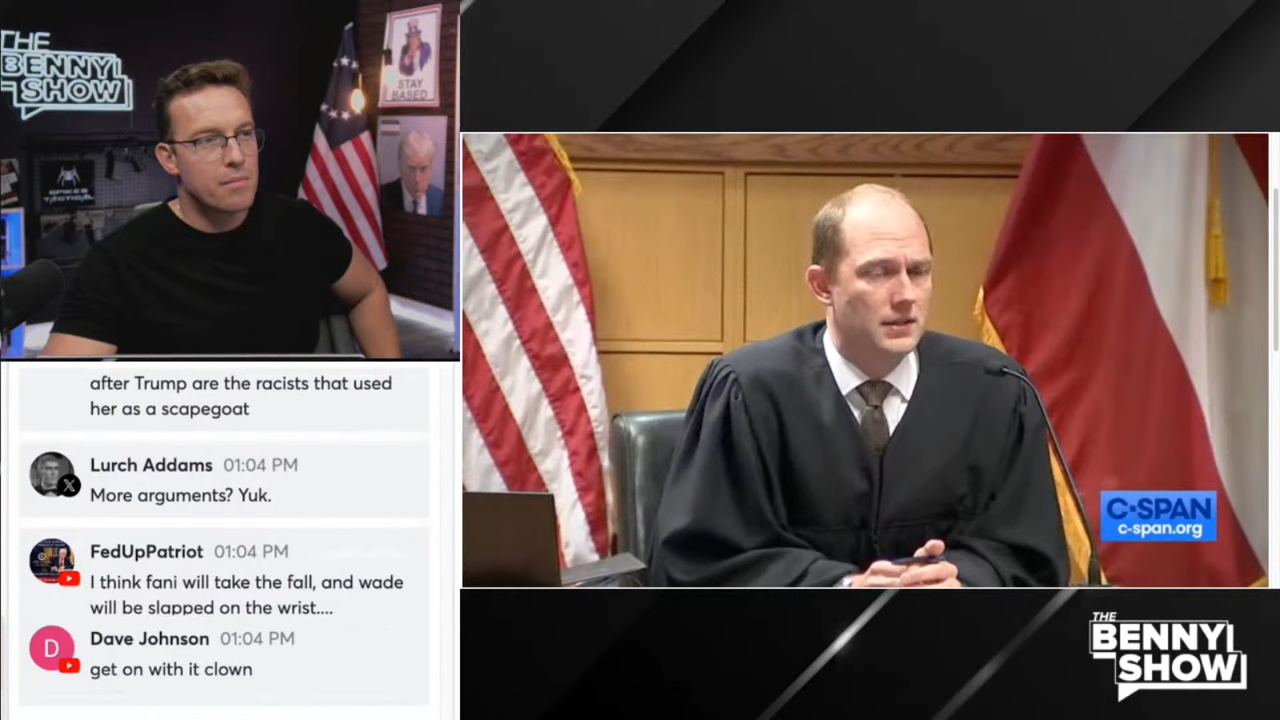 THE
BENNY
SHOW
STAY
BASED
SPIKE'S
TACTICAL
after Trump are the racists that used
her as a scapegoat
Lurch Addams 01:04 PM
More arguments? Yuk.
FedUpPatriot 01:04 PM
I think fani will take the fall, and wade
will be slapped on the wrist....
D
Dave Johnson 01:04 PM
get on with it clown
C-SPAN
c-span.org
THE
BENNY
SHOW